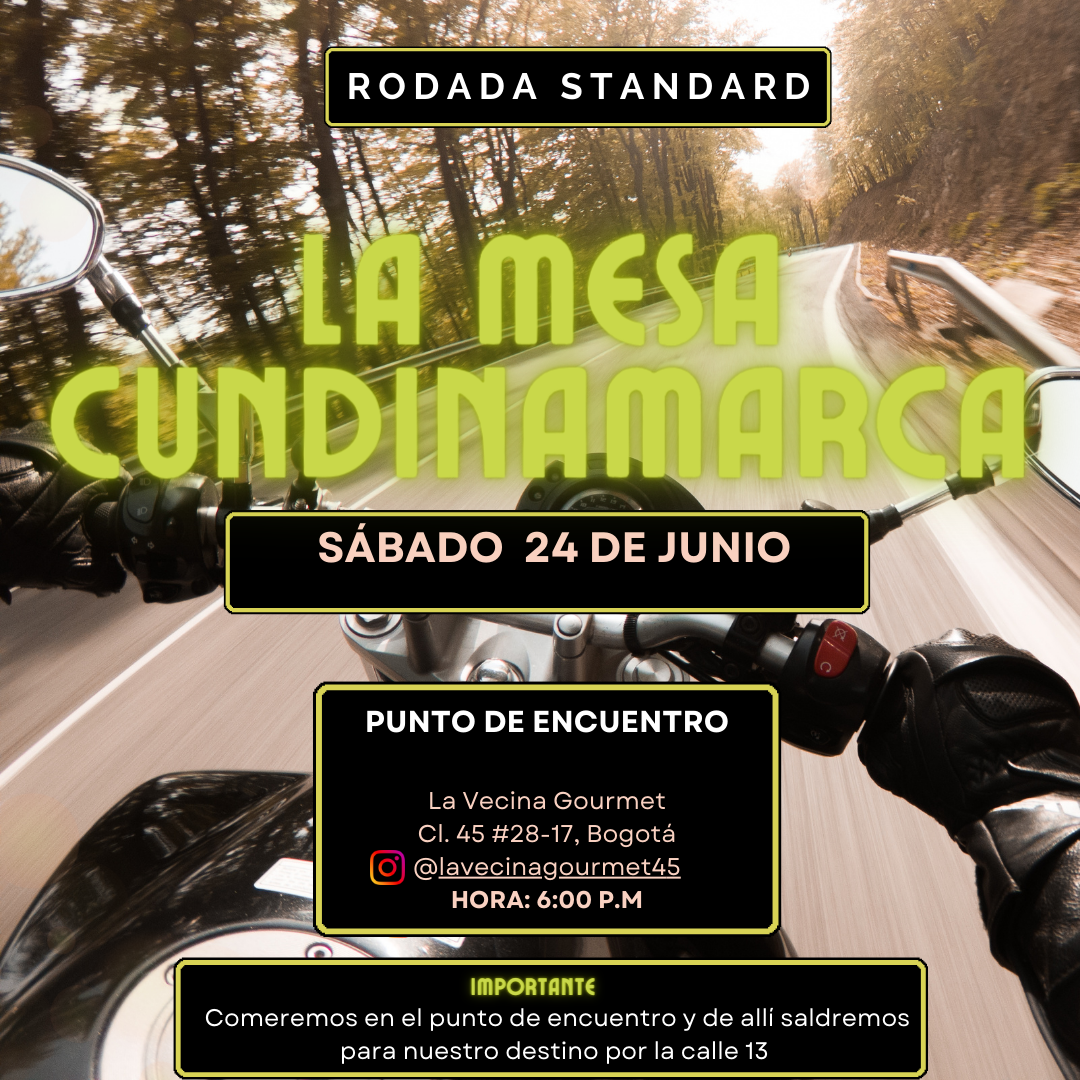 RODADA STANDARD
LA MESA
CUNDINAMARCA
SÁBADO 24 DE JUNIO
PUNTO DE ENCUENTRO
La Vecina Gourmet
Cl. 45 #28-17, Bogotá
@lavecinagourmet45
HORA: 6:00 P.M
IMPORTANTE
Comeremos en el punto de encuentro y de allí saldremos
para nuestro destino por la calle 13